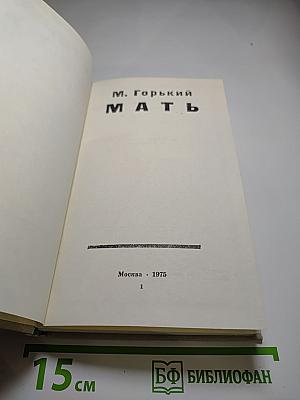 М. Горький
МАТЬ
Москва · 1975
1
15 см
БФ БИБЛИОФАН